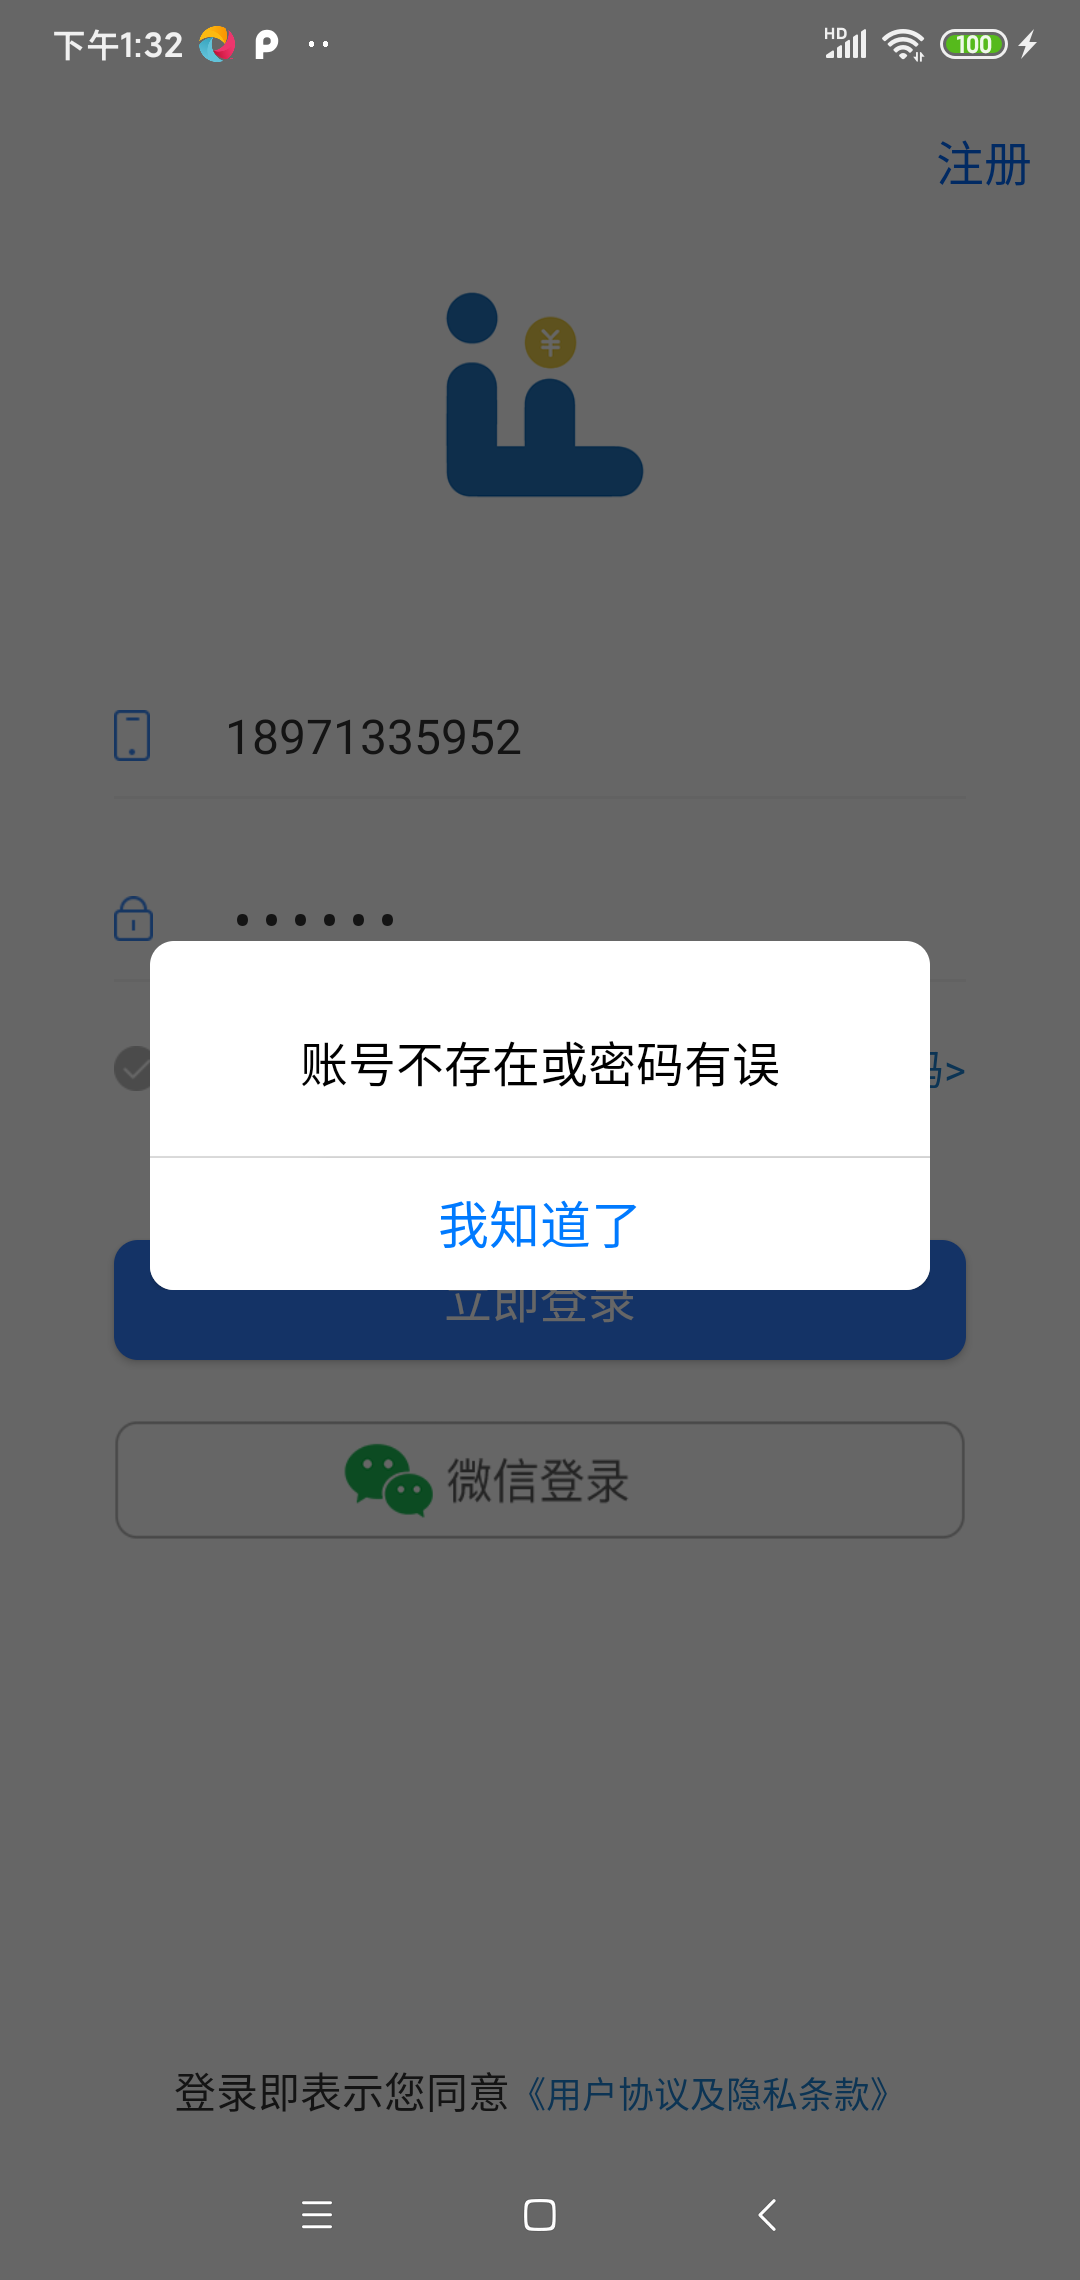 下午1:32
HD
100
注册
¥
18971335952
••••••
账号不存在或密码有误
码>
我知道了
立即登录
微信登录
登录即表示您同意《用户协议及隐私条款》